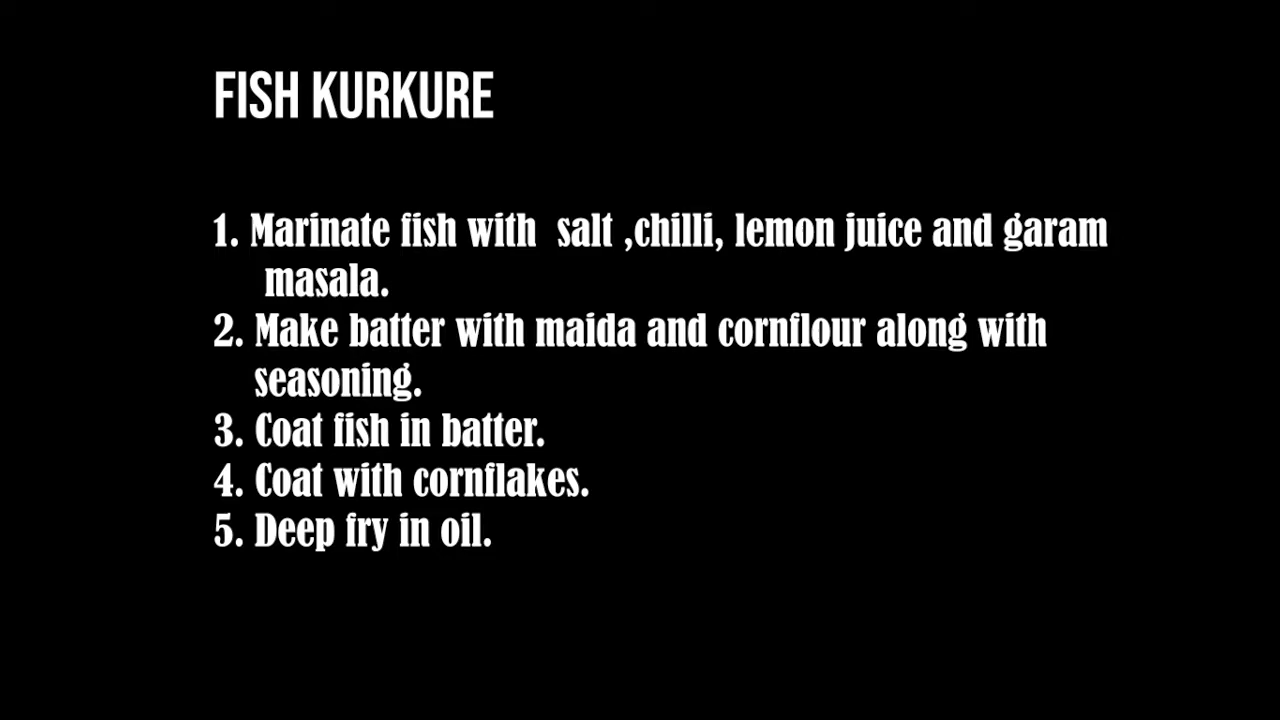 FISH KURKURE
1. Marinate fish with salt ,chilli, lemon juice and garam
masala.
2. Make batter with maida and cornflour along with
seasoning.
3. Coat fish in batter.
4. Coat with cornflakes.
5. Deep fry in oil.